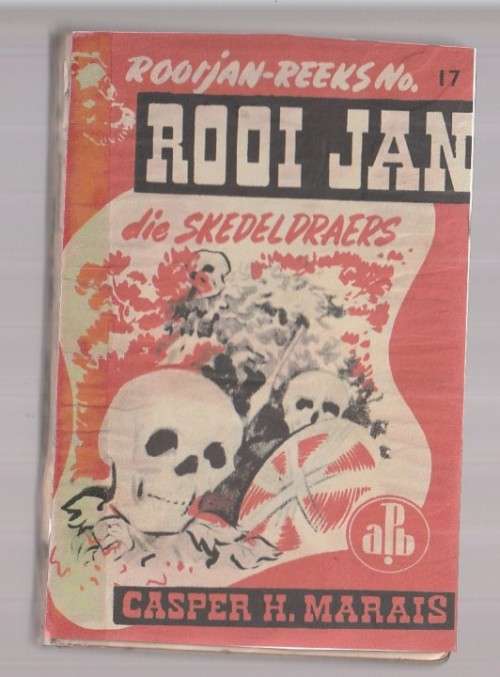 ROOIJAN-REEKS No. 17
ROOI JAN
die SKEDELDRAERS
aPb
CASPER H. MARAIS